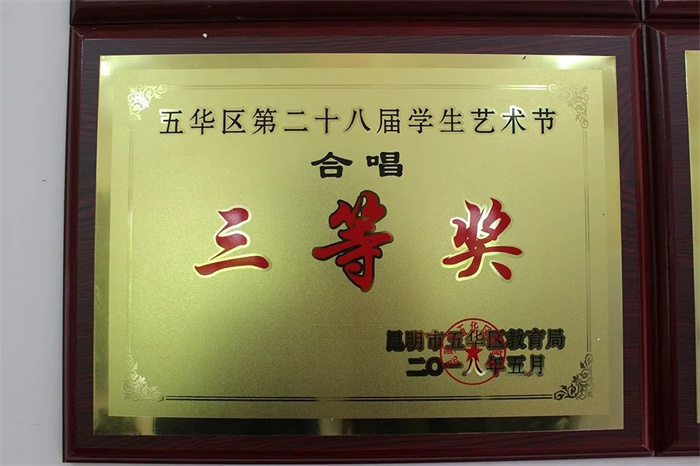 五华区第二十八届学生艺术节
合唱
三等奖
昆明市五华区教育局
二〇一八年五月